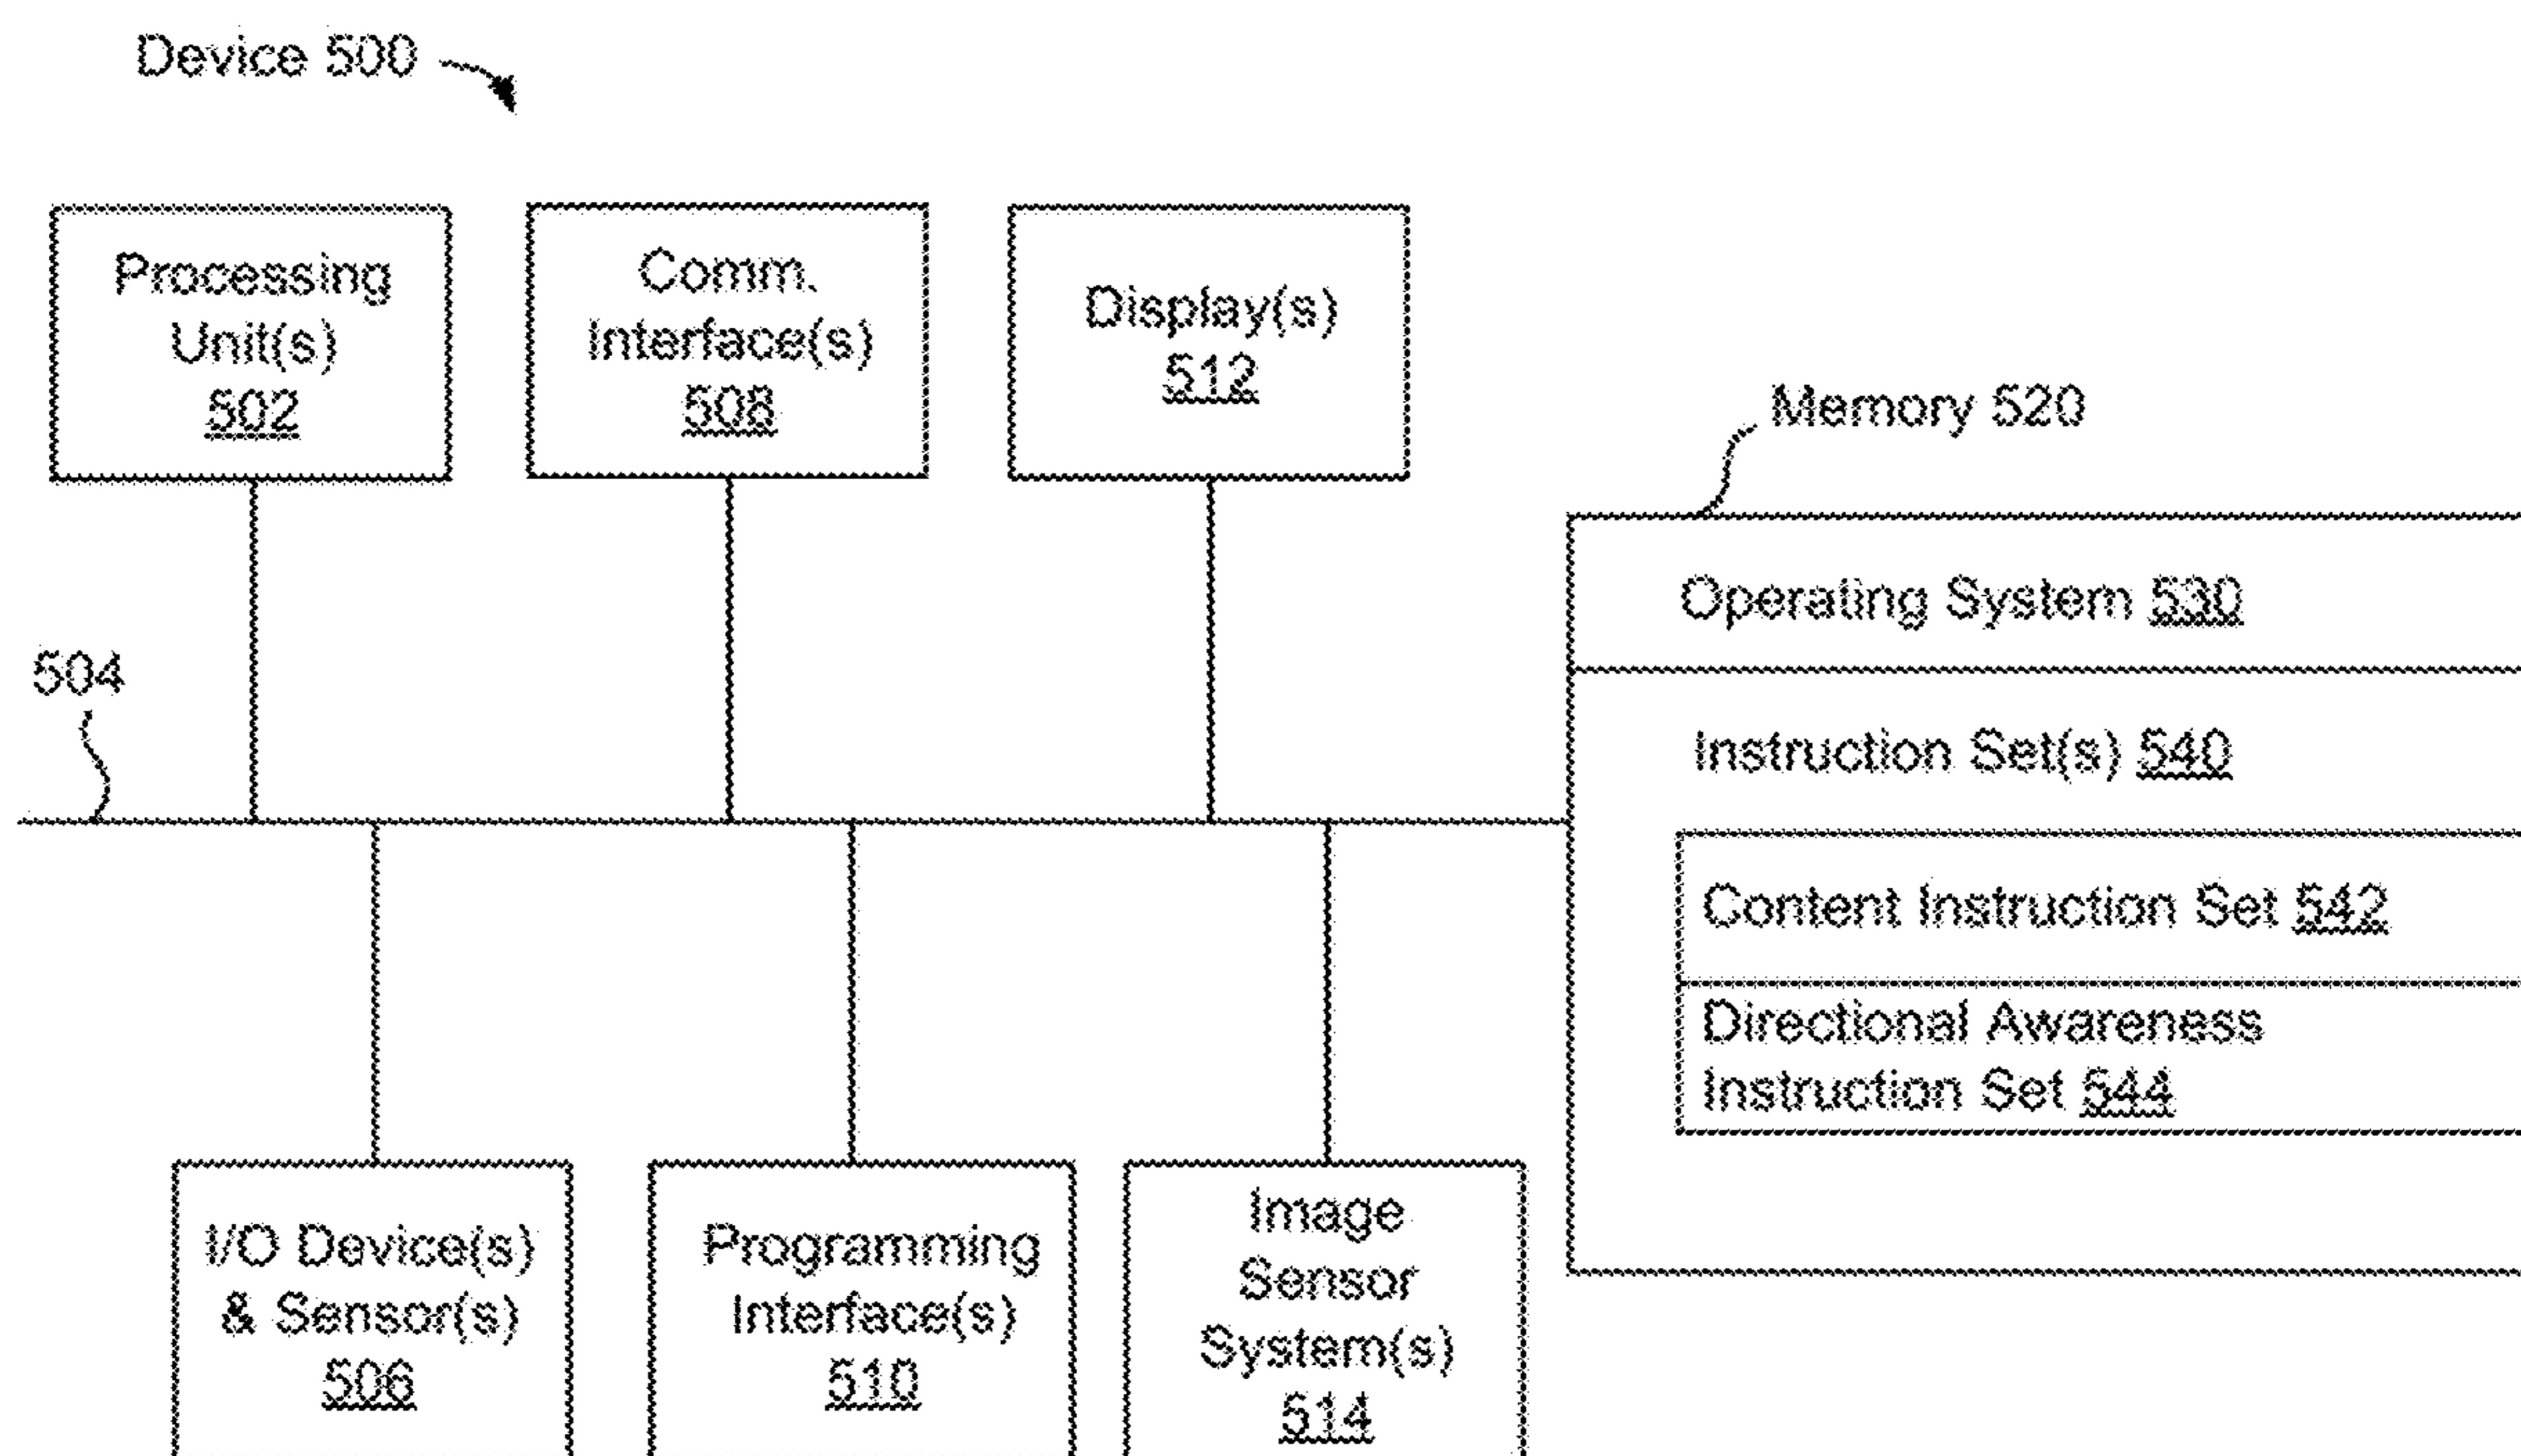 Device 500
Processing
Unit(s)
502
Comm.
Interface(s)
508
Display(s)
512
Memory 520
Operating System 530
504
Instruction Set(s) 540
Content Instruction Set 542
Directional Awareness
Instruction Set 544
I/O Device(s)
& Sensor(s)
506
Programming
Interface(s)
510
Image
Sensor
System(s)
514